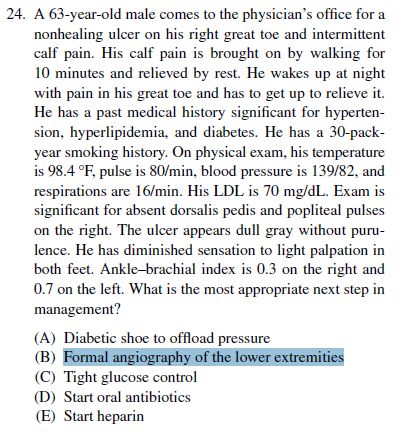 24. A 63-year-old male comes to the physician's office for a
nonhealing ulcer on his right great toe and intermittent
calf pain. His calf pain is brought on by walking for
10 minutes and relieved by rest. He wakes up at night
with pain in his great toe and has to get up to relieve it.
He has a past medical history significant for hyperten-
sion, hyperlipidemia, and diabetes. He has a 30-pack-
year smoking history. On physical exam, his temperature
is 98.4 °F, pulse is 80/min, blood pressure is 139/82, and
respirations are 16/min. His LDL is 70 mg/dL. Exam is
significant for absent dorsalis pedis and popliteal pulses
on the right. The ulcer appears dull gray without puru-
lence. He has diminished sensation to light palpation in
both feet. Ankle–brachial index is 0.3 on the right and
0.7 on the left. What is the most appropriate next step in
management?
(A) Diabetic shoe to offload pressure
(B) Formal angiography of the lower extremities
(C) Tight glucose control
(D) Start oral antibiotics
(E) Start heparin